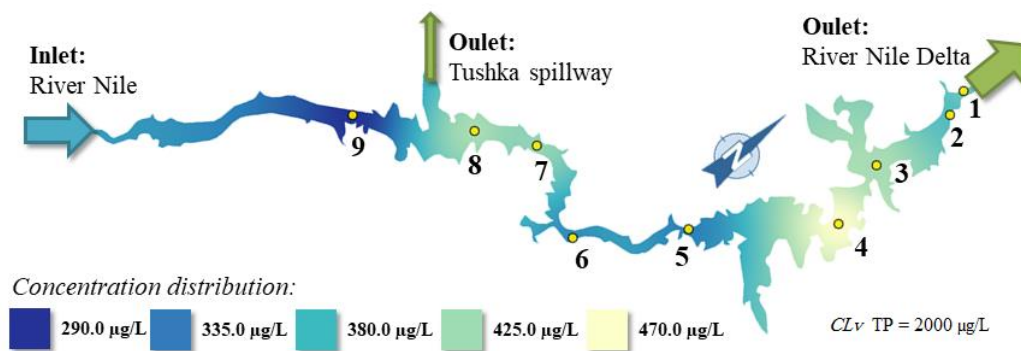 Inlet:
River Nile
Oulet:
Tushka spillway
Oulet:
River Nile Delta
1
2
3
4
5
6
7
8
9
N
Concentration distribution:
290.0 µg/L
335.0 µg/L
380.0 µg/L
425.0 µg/L
470.0 µg/L
CLv TP = 2000 µg/L